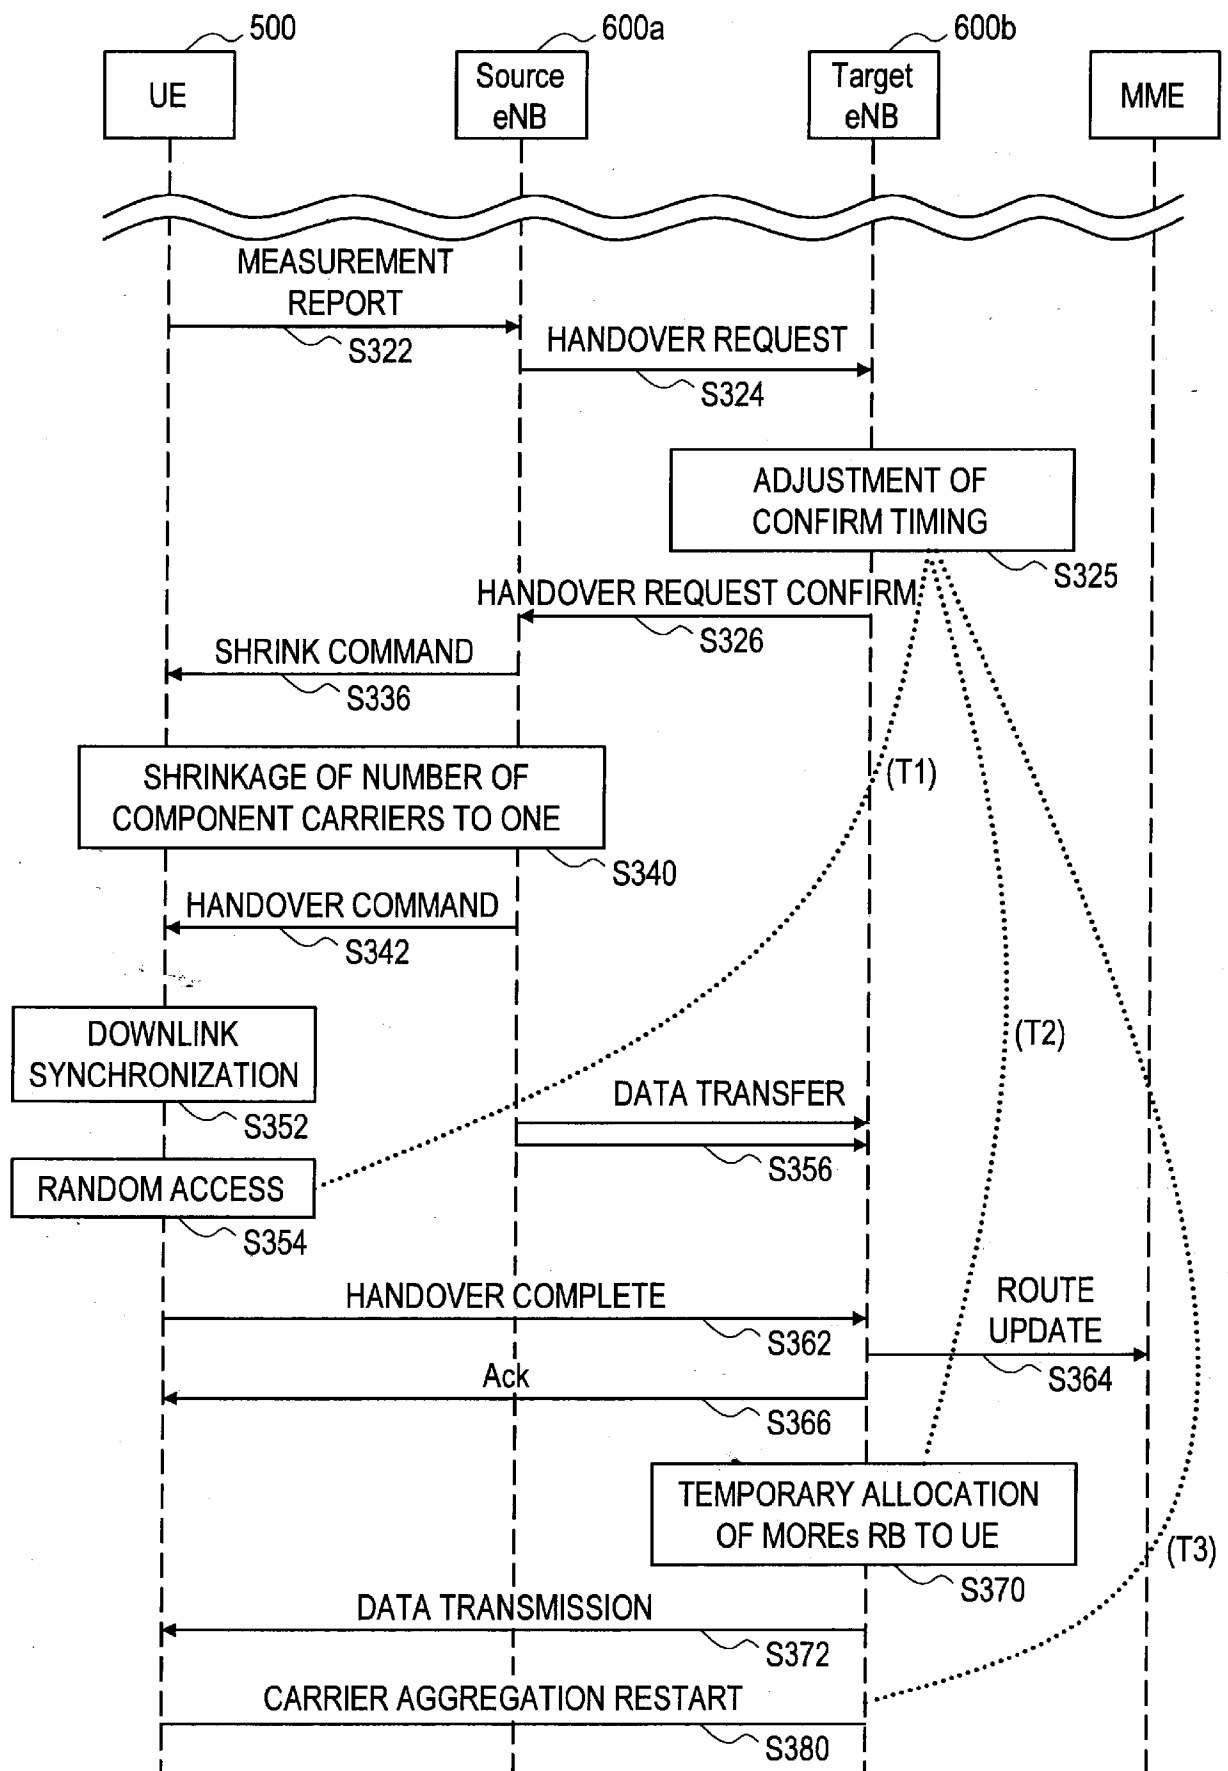 500
600a
600b
UE
Source
eNB
Target
eNB
MME
MEASUREMENT
REPORT
S322
HANDOVER REQUEST
S324
ADJUSTMENT OF
CONFIRM TIMING
S325
HANDOVER REQUEST CONFIRM
S326
SHRINK COMMAND
S336
SHRINKAGE OF NUMBER OF
COMPONENT CARRIERS TO ONE
S340
(T1)
HANDOVER COMMAND
S342
DOWNLINK
SYNCHRONIZATION
S352
(T2)
DATA TRANSFER
S356
RANDOM ACCESS
S354
HANDOVER COMPLETE
S362
ROUTE
UPDATE
S364
Ack
S366
TEMPORARY ALLOCATION
OF MOREs RB TO UE
S370
(T3)
DATA TRANSMISSION
S372
CARRIER AGGREGATION RESTART
S380